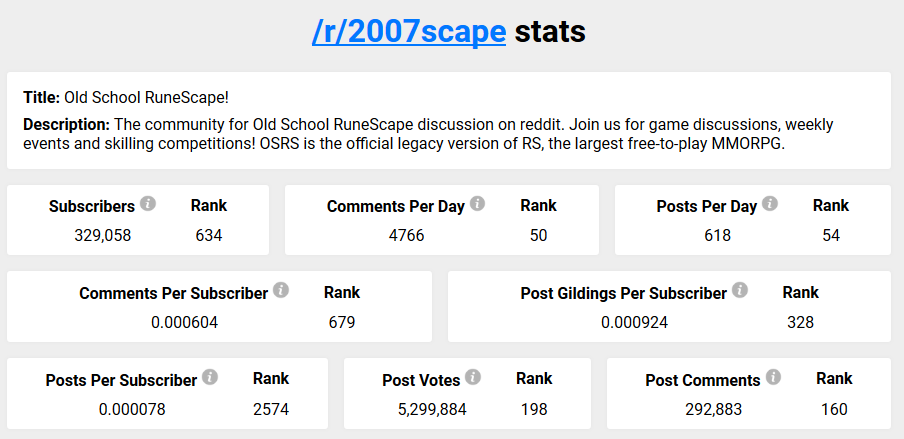 /r/2007scape stats
Title: Old School RuneScape!
Description: The community for Old School RuneScape discussion on reddit. Join us for game discussions, weekly
events and skilling competitions! OSRS is the official legacy version of RS, the largest free-to-play MMORPG.
Subscribers i Rank
329,058 634
Comments Per Day i Rank
4766 50
Posts Per Day i Rank
618 54
Comments Per Subscriber i Rank
0.000604 679
Post Gildings Per Subscriber i Rank
0.000924 328
Posts Per Subscriber i Rank
0.000078 2574
Post Votes i Rank
5,299,884 198
Post Comments i Rank
292,883 160